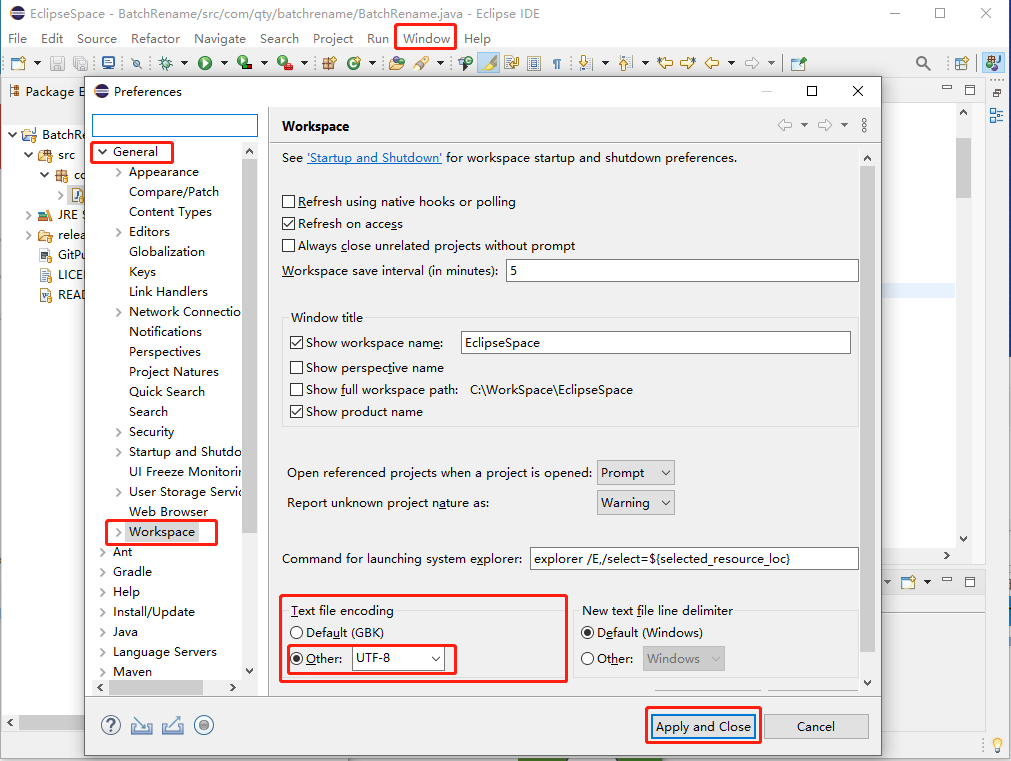 EclipseSpace - BatchRename/src/com/qty/batchrename/BatchRename.java - Eclipse IDE
File Edit Source Refactor Navigate Search Project Run Window Help
Package E
BatchRe
src
co
JRE S
relea
GitPu
LICE
READ
Preferences
General
Appearance
Compare/Patch
Content Types
Editors
Globalization
Keys
Link Handlers
Network Connectio
Notifications
Perspectives
Project Natures
Quick Search
Search
Security
Startup and Shutdo
UI Freeze Monitorin
User Storage Servic
Web Browser
Workspace
Ant
Gradle
Help
Install/Update
Java
Language Servers
Maven
Workspace
See 'Startup and Shutdown' for workspace startup and shutdown preferences.
Refresh using native hooks or polling
Refresh on access
Always close unrelated projects without prompt
Workspace save interval (in minutes): 5
Window title
Show workspace name: EclipseSpace
Show perspective name
Show full workspace path: C:\WorkSpace\EclipseSpace
Show product name
Open referenced projects when a project is opened: Prompt
Report unknown project nature as: Warning
Command for launching system explorer: explorer /E,/select=${selected_resource_loc}
Text file encoding
Default (GBK)
Other: UTF-8
New text file line delimiter
Default (Windows)
Other: Windows
Apply and Close Cancel